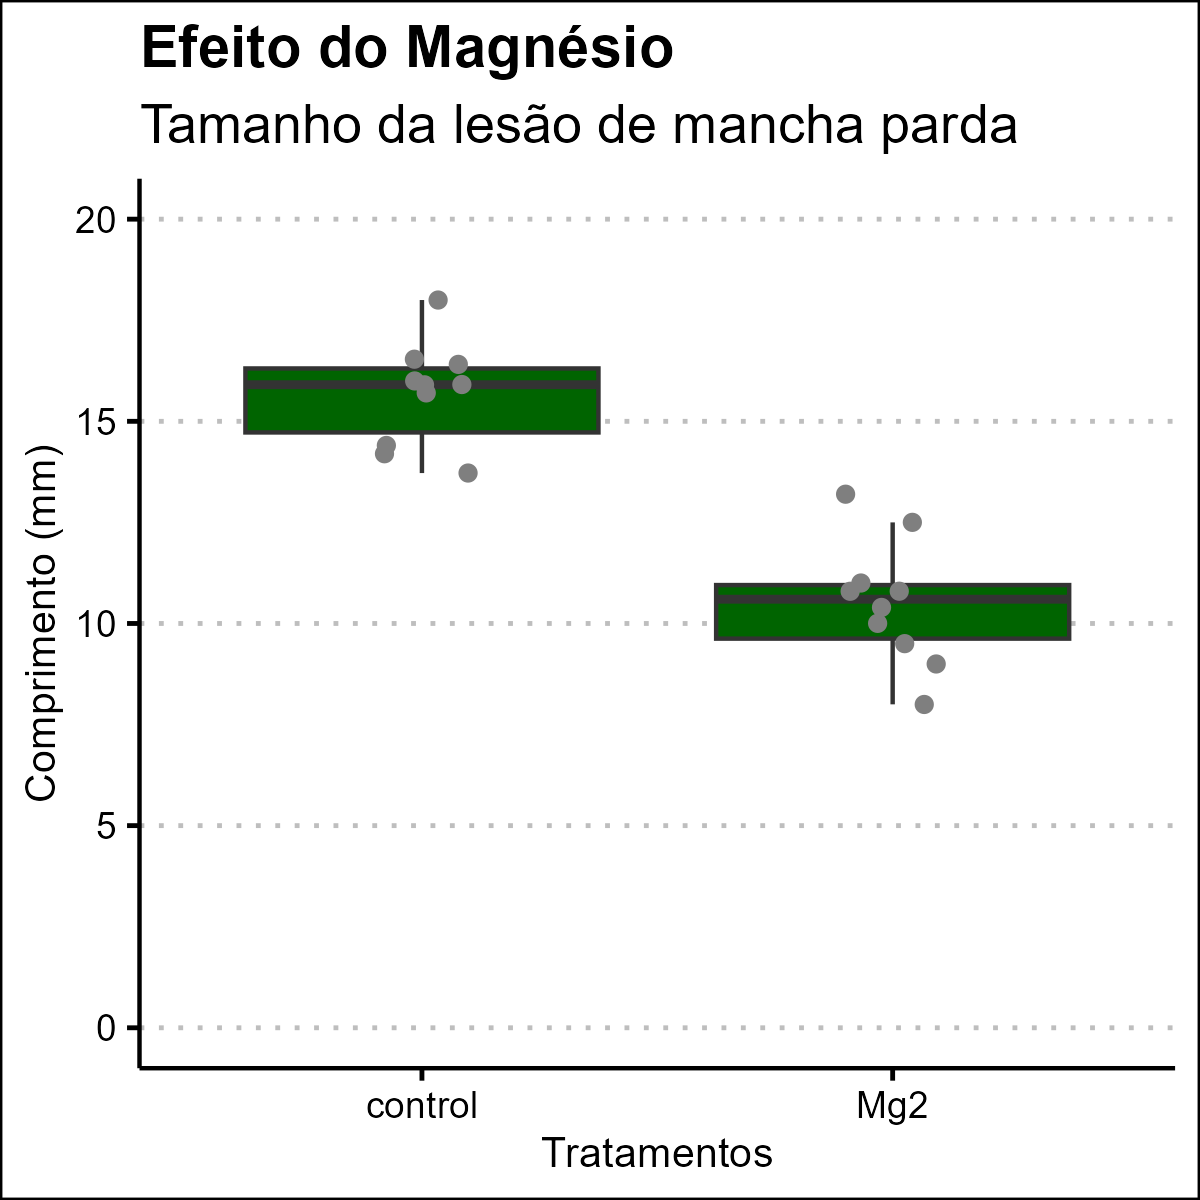 Efeito do Magnésio
Tamanho da lesão de mancha parda
Comprimento (mm)
20
15
10
5
0
control
Mg2
Tratamentos